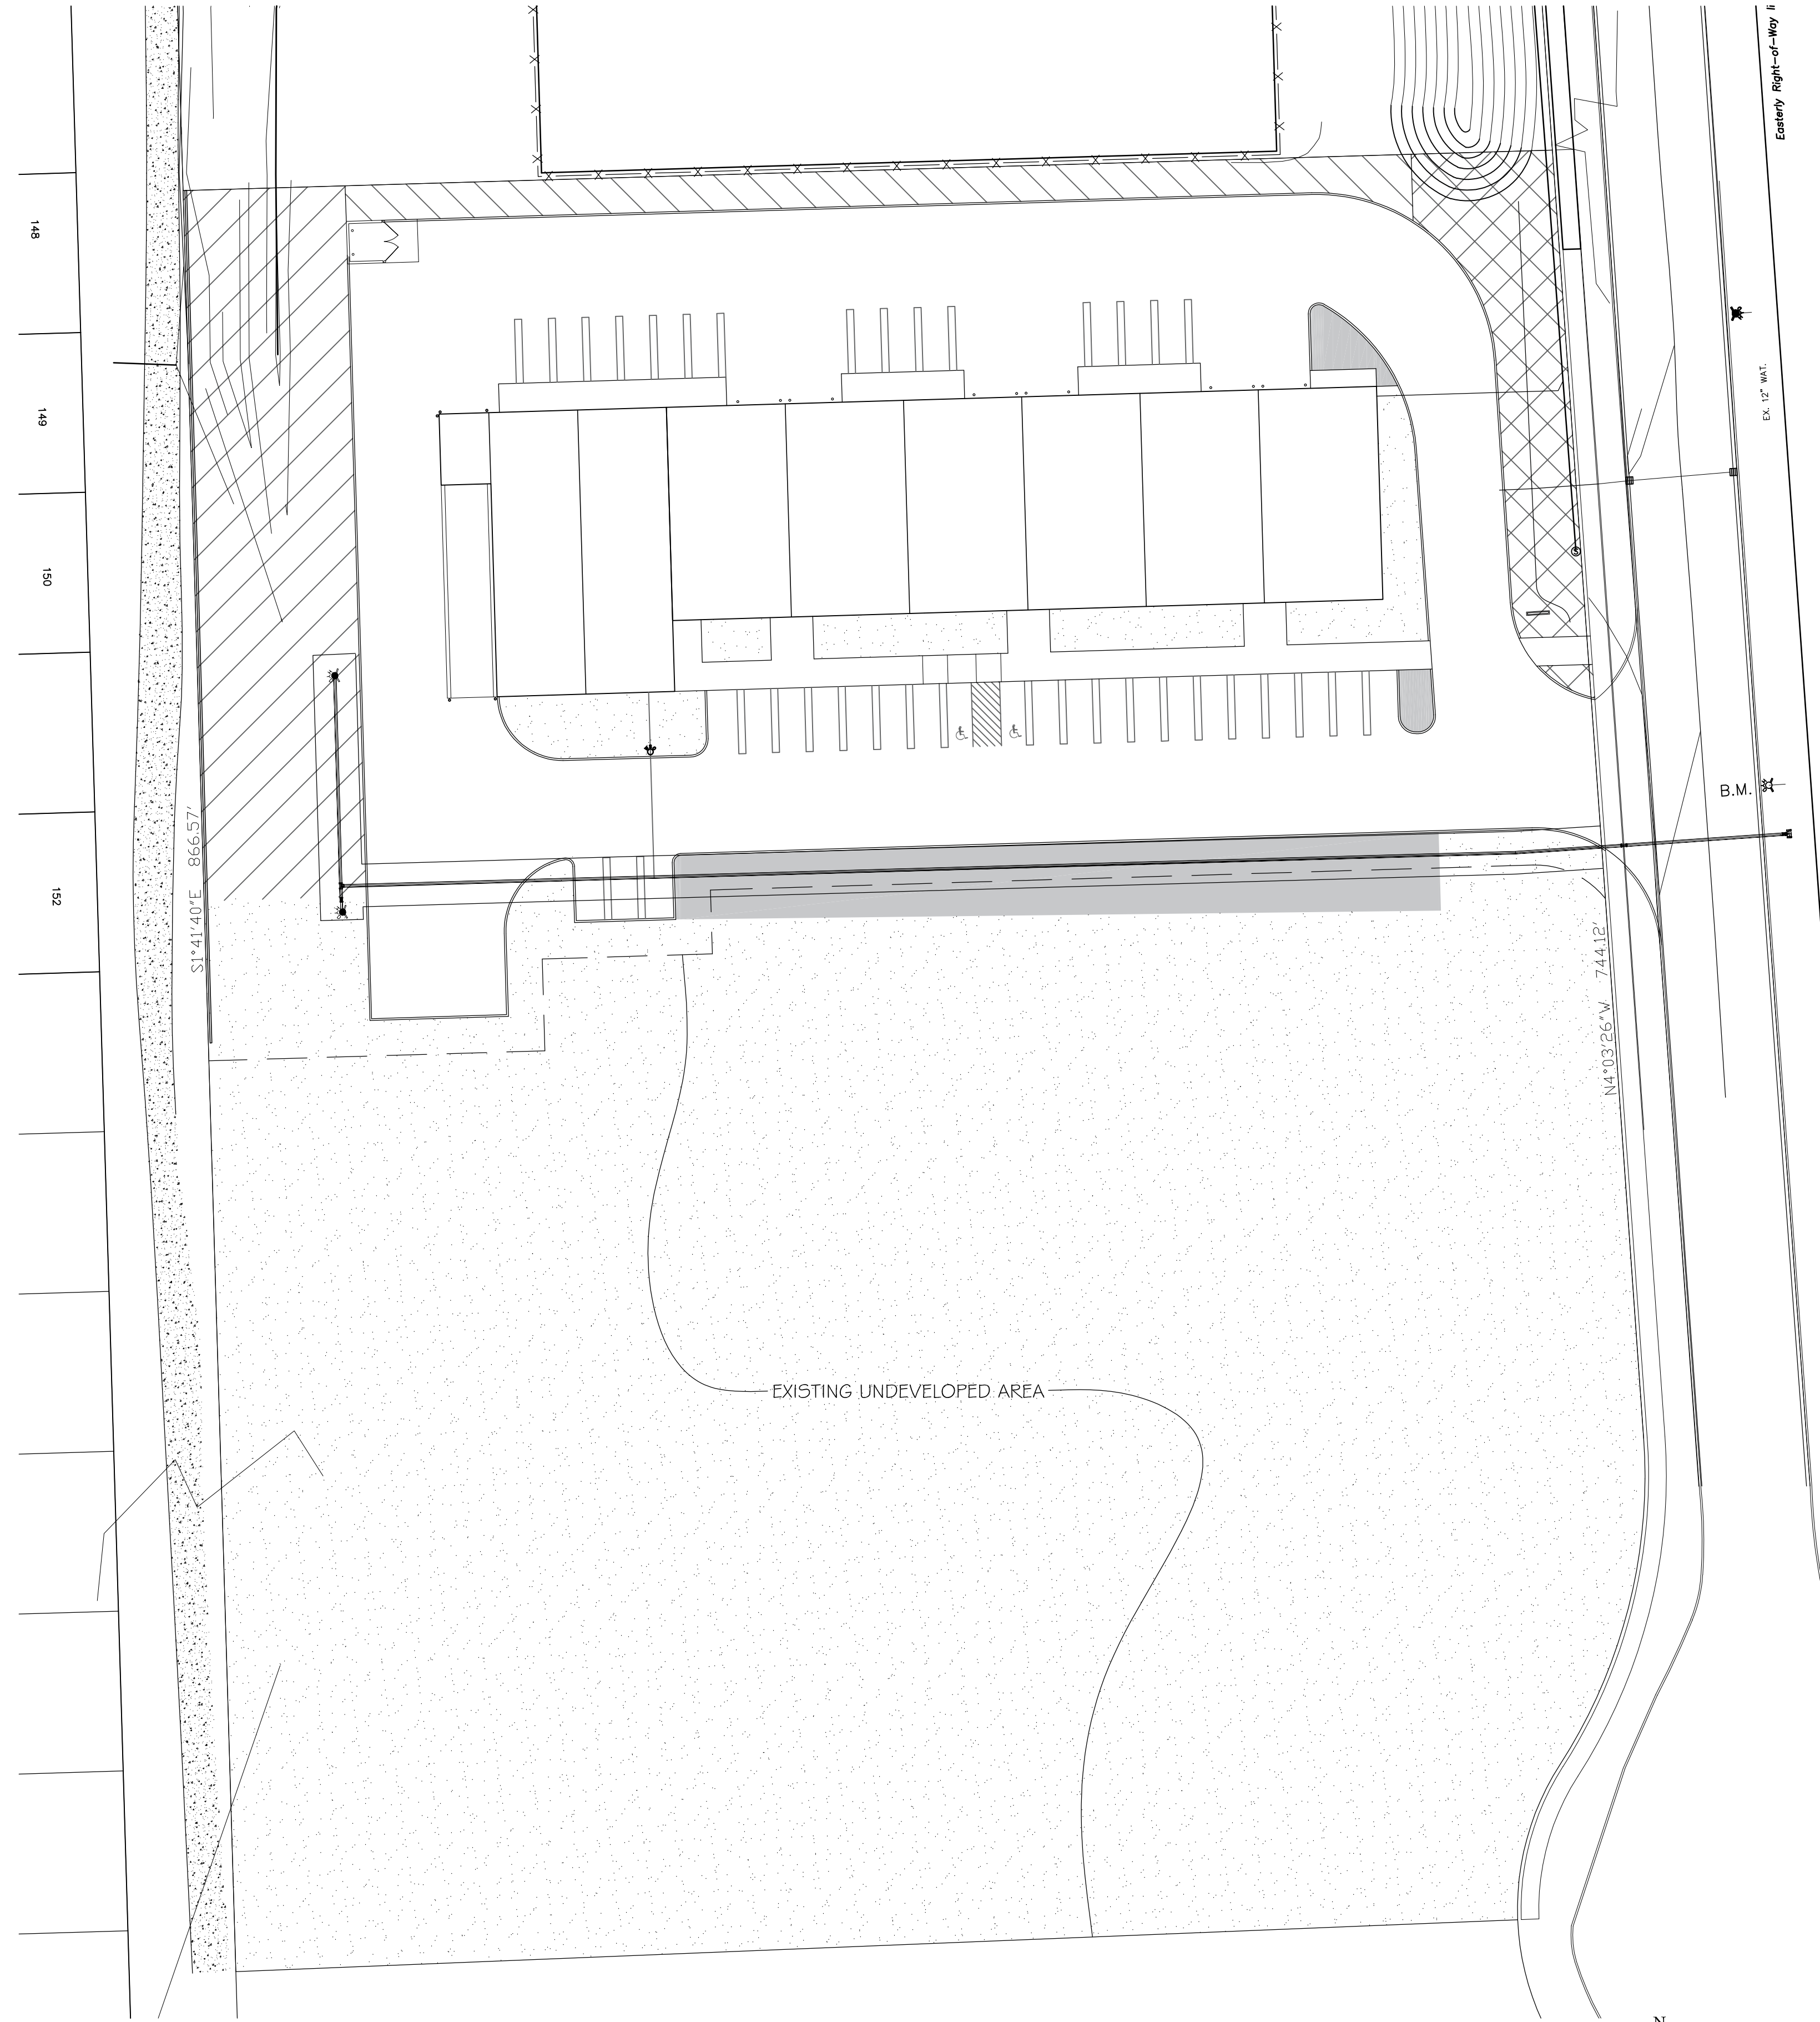 Easterly Right-of-Way li
148
149
EX. 12" WAT.
150
B.M.
S1°41'40"E 866.57'
152
N4°03'26"W 744.12'
EXISTING UNDEVELOPED AREA
N